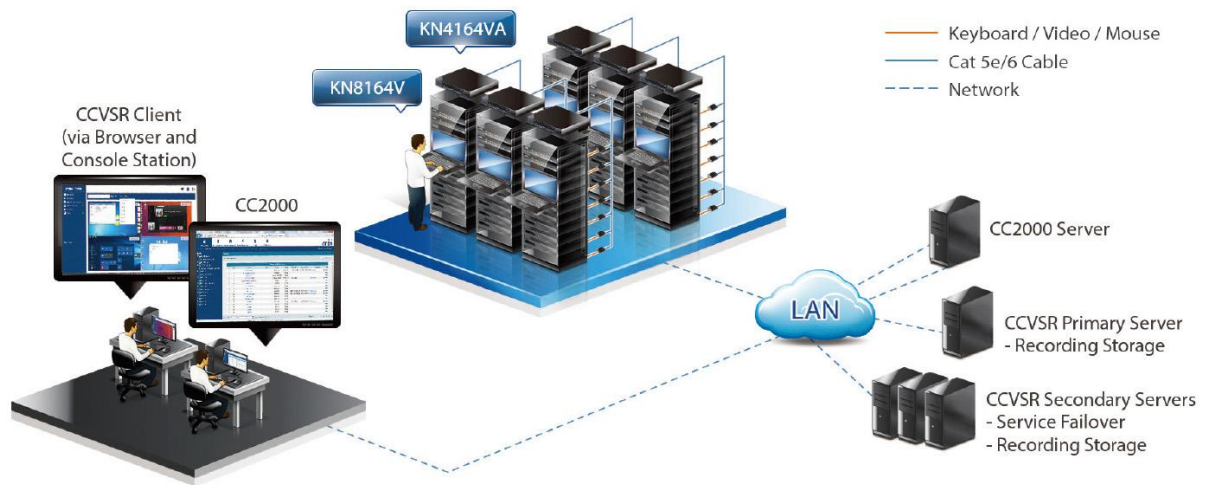 KN4164VA
KN8164V
Keyboard / Video / Mouse
Cat 5e/6 Cable
Network
CCVSR Client
(via Browser and
Console Station)
CC2000
LAN
CC2000 Server
CCVSR Primary Server
- Recording Storage
CCVSR Secondary Servers
- Service Failover
- Recording Storage